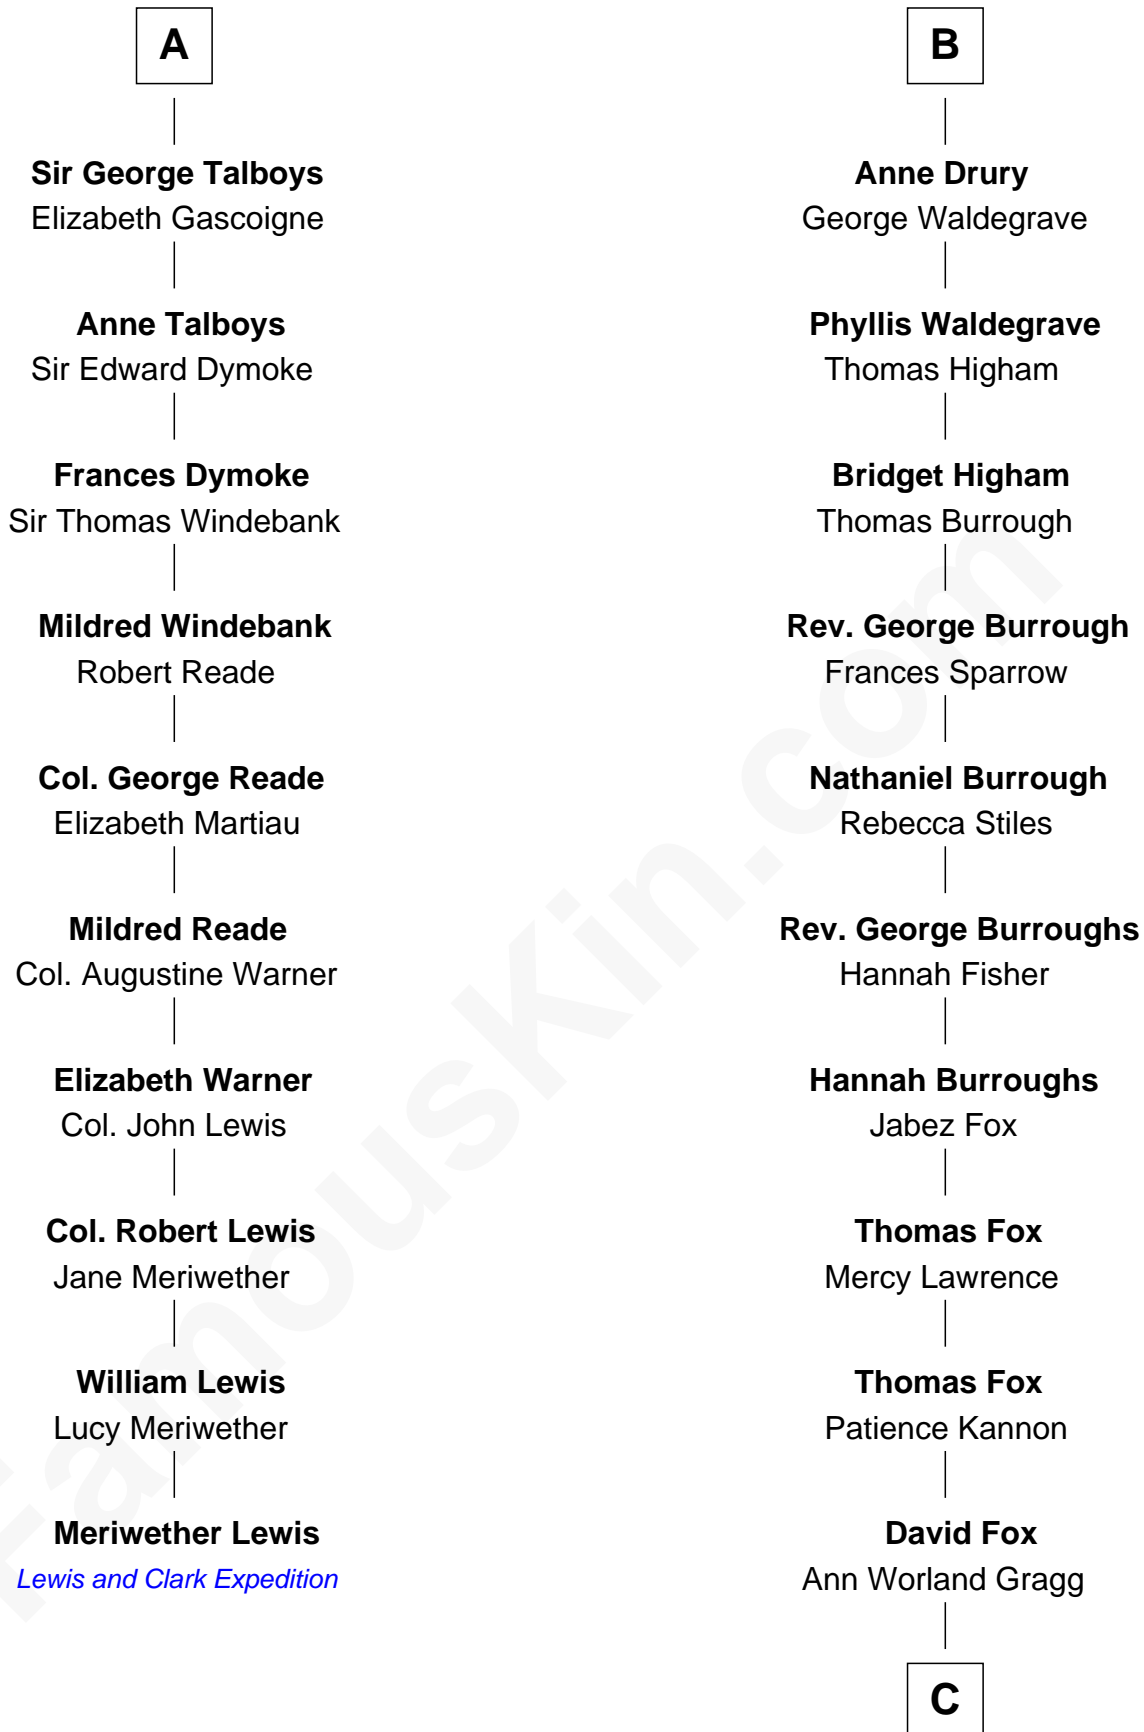 A
Sir George Talboys
Elizabeth Gascoigne
Anne Talboys
Sir Edward Dymoke
Frances Dymoke
Sir Thomas Windebank
Mildred Windebank
Robert Reade
Col. George Reade
Elizabeth Martiau
Mildred Reade
Col. Augustine Warner
Elizabeth Warner
Col. John Lewis
Col. Robert Lewis
Jane Meriwether
William Lewis
Lucy Meriwether
Meriwether Lewis
Lewis and Clark Expedition
B
Anne Drury
George Waldegrave
Phyllis Waldegrave
Thomas Higham
Bridget Higham
Thomas Burrough
Rev. George Burrough
Frances Sparrow
Nathaniel Burrough
Rebecca Stiles
Rev. George Burroughs
Hannah Fisher
Hannah Burroughs
Jabez Fox
Thomas Fox
Mercy Lawrence
Thomas Fox
Patience Kannon
David Fox
Ann Worland Gragg
C
FamousKin.com